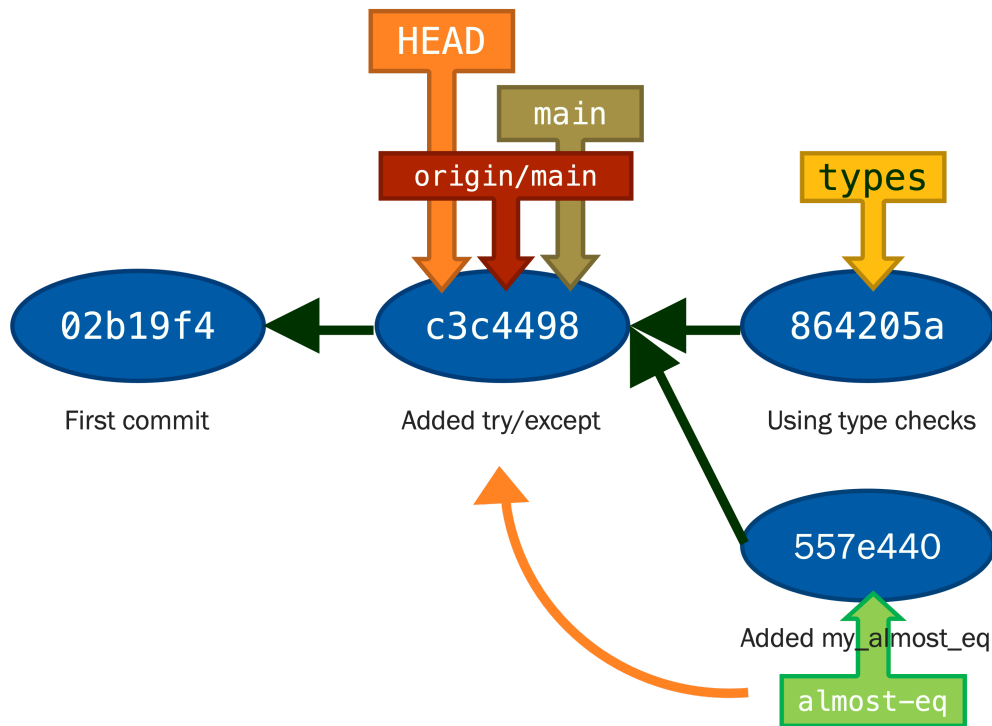 HEAD
main
origin/main
types
02b19f4
c3c4498
864205a
First commit
Added try/except
Using type checks
557e440
Added my_almost_eq
almost-eq